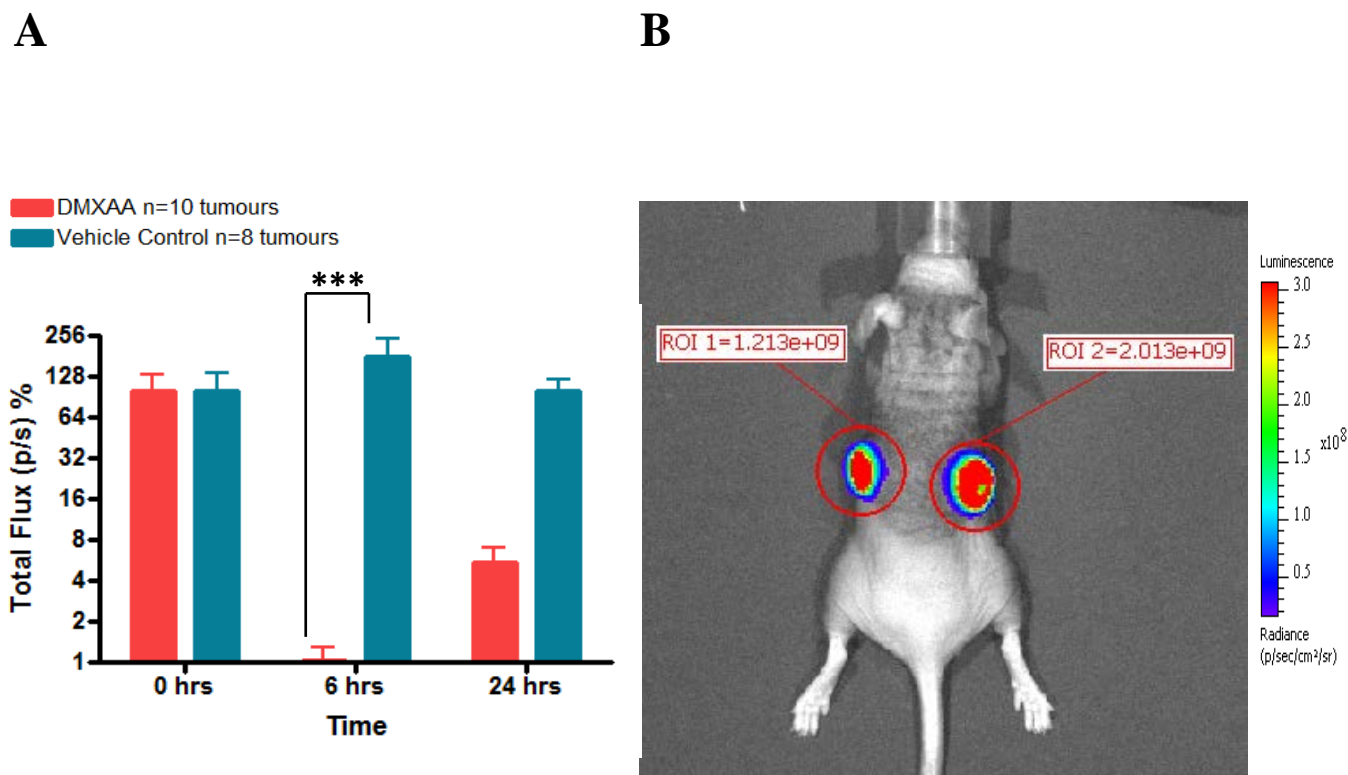 A
B
DMXAA n=10 tumours
Vehicle Control n=8 tumours
***
256
128
64
32
16
8
4
2
1
Total Flux (p/s) %
0 hrs
6 hrs
24 hrs
Time
ROI 1=1.213e+09
ROI 2=2.013e+09
Luminescence
3.0
2.5
2.0
1.5
1.0
0.5
x10⁸
Radiance
(p/sec/cm²/sr)